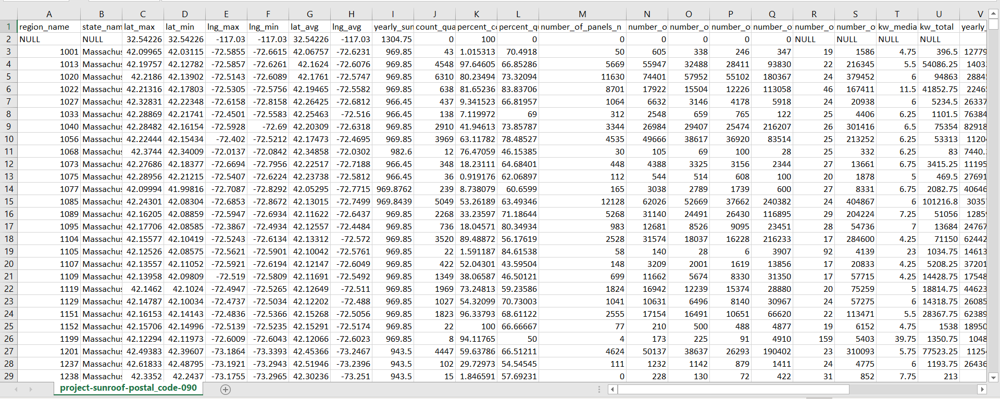 A B C D E F G H I J K L M N O P Q R S T U V
1 region_name state_nam lat_max lat_min lng_max lng_min lat_avg lng_avg yearly_sun count_qua percent_c percent_q number_of_panels_n number_o number_o number_o number_o number_o number_o kw_media kw_total yearly_
2 NULL NULL 32.54226 32.54226 -117.03 -117.03 32.54226 -117.03 1304.75 0 100 0 0 0 0 0 0 NULL NULL NULL NULL
3 1001 Massachus 42.09965 42.03115 -72.5855 -72.6615 42.06757 -72.6231 969.85 43 1.015313 70.4918 50 605 338 246 347 19 1586 4.75 396.5 12779
4 1013 Massachus 42.19757 42.12782 -72.5857 -72.6261 42.1624 -72.6076 969.85 4548 97.64605 66.85286 5669 55947 32488 28411 93830 22 216345 5.5 54086.25 1403
5 1020 Massachus 42.2186 42.13902 -72.5143 -72.6089 42.1761 -72.5747 969.85 6310 80.23494 73.32094 11630 74401 57952 55102 180367 24 379452 6 94863 2884
6 1022 Massachus 42.21316 42.17803 -72.5305 -72.5756 42.19465 -72.5582 969.85 638 81.65236 83.83706 8701 17922 15504 12226 113058 46 167411 11.5 41852.75 2246
7 1027 Massachus 42.32831 42.22348 -72.6158 -72.8158 42.26425 -72.6812 966.45 437 9.341523 66.81957 1064 6632 3146 4178 5918 24 20938 6 5234.5 26337
8 1033 Massachus 42.28869 42.21741 -72.4501 -72.5583 42.25463 -72.516 966.45 138 7.119972 69 312 2548 659 765 122 25 4406 6.25 1101.5 76384
9 1040 Massachus 42.28482 42.16154 -72.5928 -72.69 42.20309 -72.6318 969.85 2910 41.94613 73.85787 3344 26984 29407 25474 216207 26 301416 6.5 75354 82918
10 1056 Massachus 42.22444 42.15434 -72.402 -72.5212 42.17473 -72.4695 969.85 3969 63.11782 78.48527 4535 49666 38617 36920 83514 25 213252 6.25 53313 1120
11 1068 Massachus 42.3744 42.34009 -72.0137 -72.0842 42.34858 -72.0302 982.6 12 76.47059 46.15385 30 105 69 100 28 25 332 6.25 83 7440.
12 1073 Massachus 42.27686 42.18377 -72.6694 -72.7956 42.22517 -72.7188 966.45 348 18.23111 64.68401 448 4388 3325 3156 2344 27 13661 6.75 3415.25 11195
13 1075 Massachus 42.28956 42.21215 -72.5407 -72.6224 42.23738 -72.5812 966.45 36 0.919176 62.06897 112 544 514 608 100 20 1878 5 469.5 27691
14 1077 Massachus 42.09994 41.99816 -72.7087 -72.8292 42.05295 -72.7715 969.8762 239 8.738079 60.6599 165 3038 2789 1739 600 27 8331 6.75 2082.75 40646
15 1085 Massachus 42.24301 42.08304 -72.6853 -72.8672 42.13015 -72.7499 969.8439 5049 53.26189 63.49346 12128 62026 52669 37662 240382 24 404867 6 101216.8 3035
16 1089 Massachus 42.16205 42.08859 -72.5947 -72.6934 42.11622 -72.6437 969.85 2268 33.23597 71.18644 5268 31140 24491 26430 116895 29 204224 7.25 51056 1285
17 1095 Massachus 42.17706 42.08585 -72.3867 -72.4934 42.12557 -72.4484 969.85 736 18.04571 80.34934 983 12681 8526 9095 23451 28 54736 7 13684 24767
18 1104 Massachus 42.15577 42.10419 -72.5243 -72.6134 42.13312 -72.572 969.85 3520 89.48872 56.17619 2528 31574 18037 16228 216233 17 284600 4.25 71150 62442
19 1105 Massachus 42.12526 42.08575 -72.5621 -72.5901 42.10042 -72.5761 969.85 22 1.591187 84.61538 58 140 28 6 3907 92 4139 23 1034.75 14613
20 1107 Massachus 42.13557 42.11052 -72.5921 -72.6194 42.12147 -72.6049 969.85 422 52.04301 43.59504 148 3209 2001 1619 13856 17 20833 4.25 5208.25 37201
21 1109 Massachus 42.13958 42.09809 -72.519 -72.5809 42.11691 -72.5492 969.85 1349 38.06587 46.50121 699 11662 5674 8330 31350 17 57715 4.25 14428.75 17548
22 1119 Massachus 42.1462 42.1024 -72.4947 -72.5265 42.12649 -72.511 969.85 1969 73.24813 59.23586 1824 16942 12239 15374 28880 20 75259 5 18814.75 44623
23 1129 Massachus 42.14787 42.10034 -72.4737 -72.5034 42.12202 -72.488 969.85 1027 54.32099 70.73003 1041 10631 6496 8140 30967 24 57275 6 14318.75 26085
24 1151 Massachus 42.16153 42.14143 -72.4836 -72.5366 42.15268 -72.5056 969.85 1823 96.33793 68.61122 2555 17154 16491 10651 66620 22 113471 5.5 28367.75 62389
25 1152 Massachus 42.15706 42.14996 -72.5139 -72.5235 42.15291 -72.5174 969.85 22 100 66.66667 77 210 500 488 4877 19 6152 4.75 1538 18950
26 1199 Massachus 42.12294 42.11973 -72.6009 -72.6043 42.12066 -72.6023 969.85 8 94.11765 50 4 173 225 91 4910 159 5403 39.75 1350.75 1048
27 1201 Massachus 42.49383 42.39607 -73.1864 -73.3393 42.45366 -73.2467 943.5 4447 59.63786 66.51211 4624 50137 38637 26293 190402 23 310093 5.75 77523.25 1125
28 1237 Massachus 42.61833 42.48795 -73.1921 -73.2943 42.51946 -73.2396 943.5 102 29.72973 54.54545 111 1232 1142 879 1411 24 4775 6 1193.75 26436
29 1238 Massachus 42.3352 42.2437 -73.1755 -73.2965 42.30236 -73.251 943.5 15 1.846591 57.69231 0 228 130 72 422 31 852 7.75 213
project-sunroof-postal_code-090